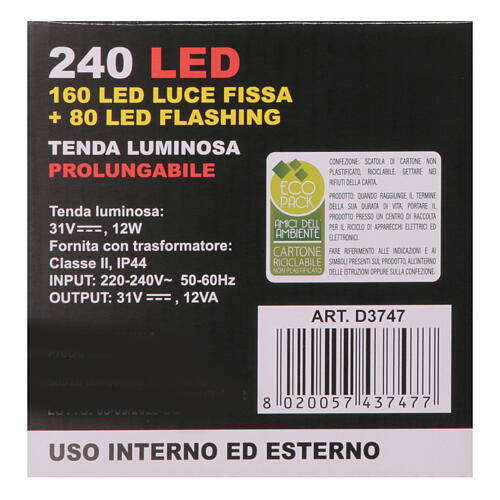 240 LED
160 LED LUCE FISSA
+ 80 LED FLASHING
TENDA LUMINOSA
PROLUNGABILE
Tenda luminosa:
31V⎓, 12W
Fornita con trasformatore:
Classe II, IP44
INPUT: 220-240V~ 50-60Hz
OUTPUT: 31V ⎓, 12VA
ECO
PACK
AMICI DELL'
AMBIENTE
CARTONE
RICICLABILE
NON PLASTIFICATO
CONFEZIONE: SCATOLA DI CARTONE NON
PLASTIFICATO, RICICLABILE. GETTARE NEI
RIFIUTI DELLA CARTA.
PRODOTTO: QUANDO RAGGIUNGE IL TERMINE
DELLA SUA DURATA DI VITA, PORTARE IL
PRODOTTO PRESSO UN CENTRO DI RACCOLTA
PER IL RICICLO DI APPARECCHI ELETTRICI ED
ELETTRONICI.
FARE RIFERIMENTO ALLE INDICAZIONI E AI
SIMBOLI PRESENTI SUL PRODOTTO, ALL'INTERNO
DELLE ISTRUZIONI OPPURE SULLA CONFEZIONE.
ART. D3747
8 020057 437477
USO INTERNO ED ESTERNO